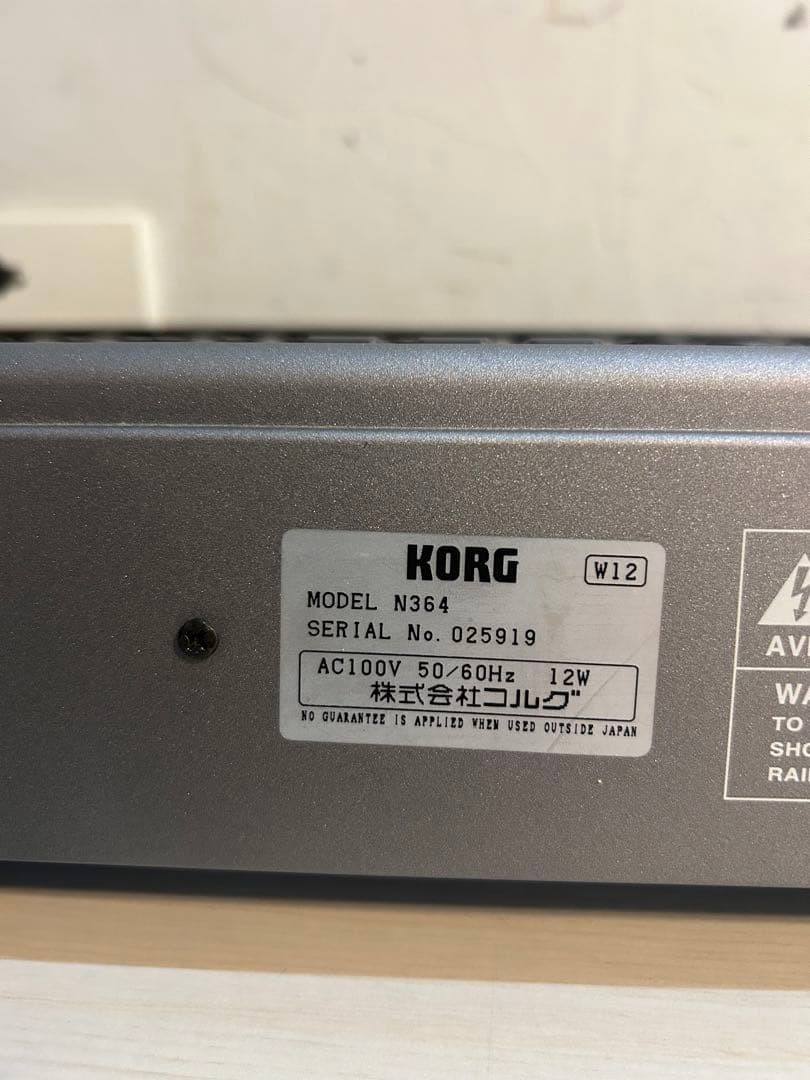 KORG
W12
MODEL N364
SERIAL No. 025919
AC100V 50/60Hz 12W
株式会社コルグ
NO GUARANTEE IS APPLIED WHEN USED OUTSIDE JAPAN
TO